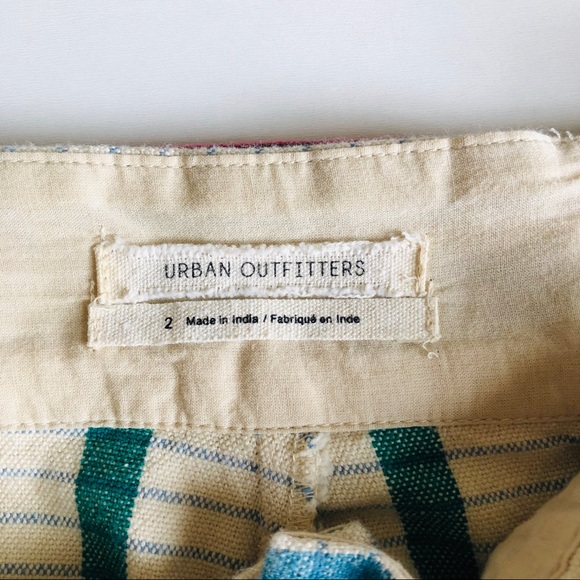 URBAN OUTFITTERS
2 Made in India / Fabriqué en Inde